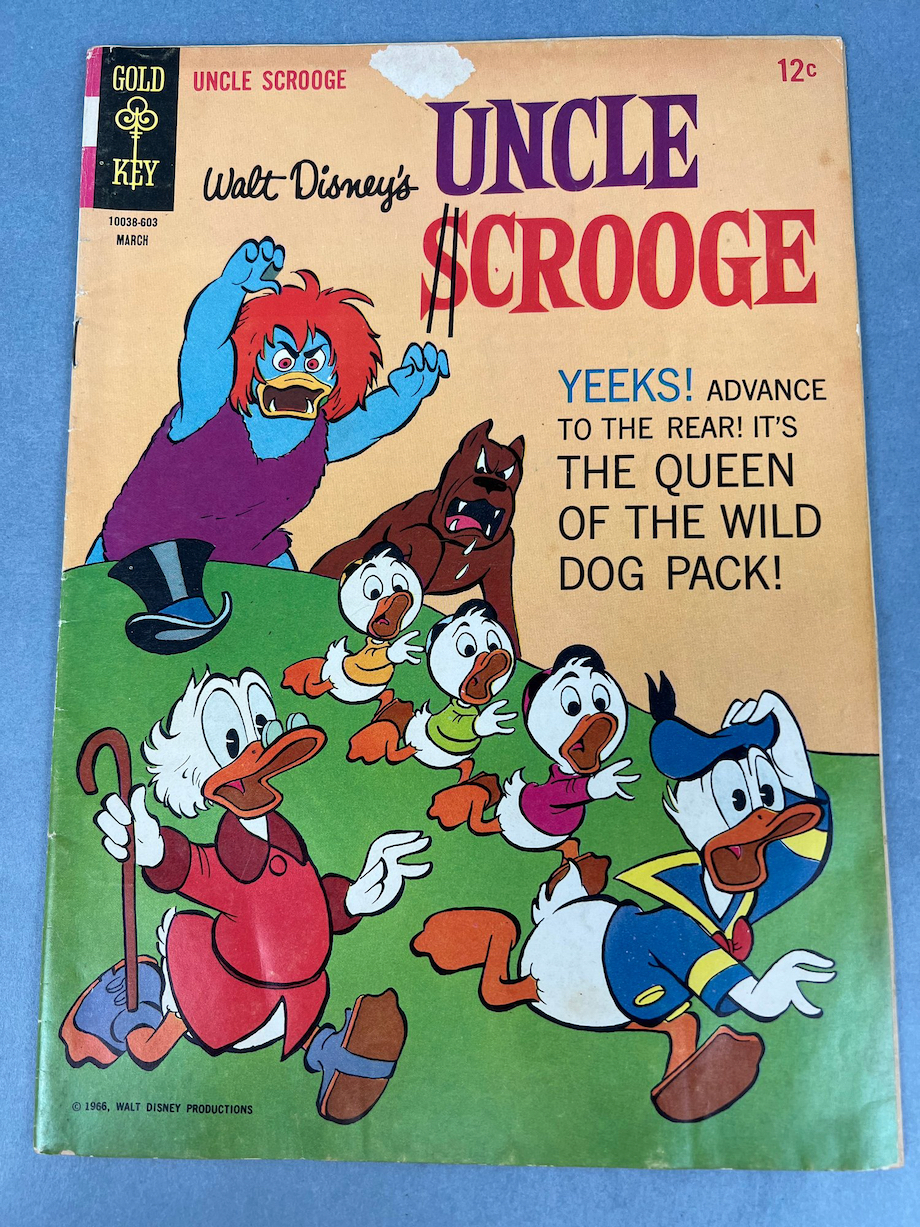 GOLD
KEY
UNCLE SCROOGE
12c
10038-603
MARCH
Walt Disney's
UNCLE
$CROOGE
YEEKS! ADVANCE
TO THE REAR! IT'S
THE QUEEN
OF THE WILD
DOG PACK!
© 1966, WALT DISNEY PRODUCTIONS